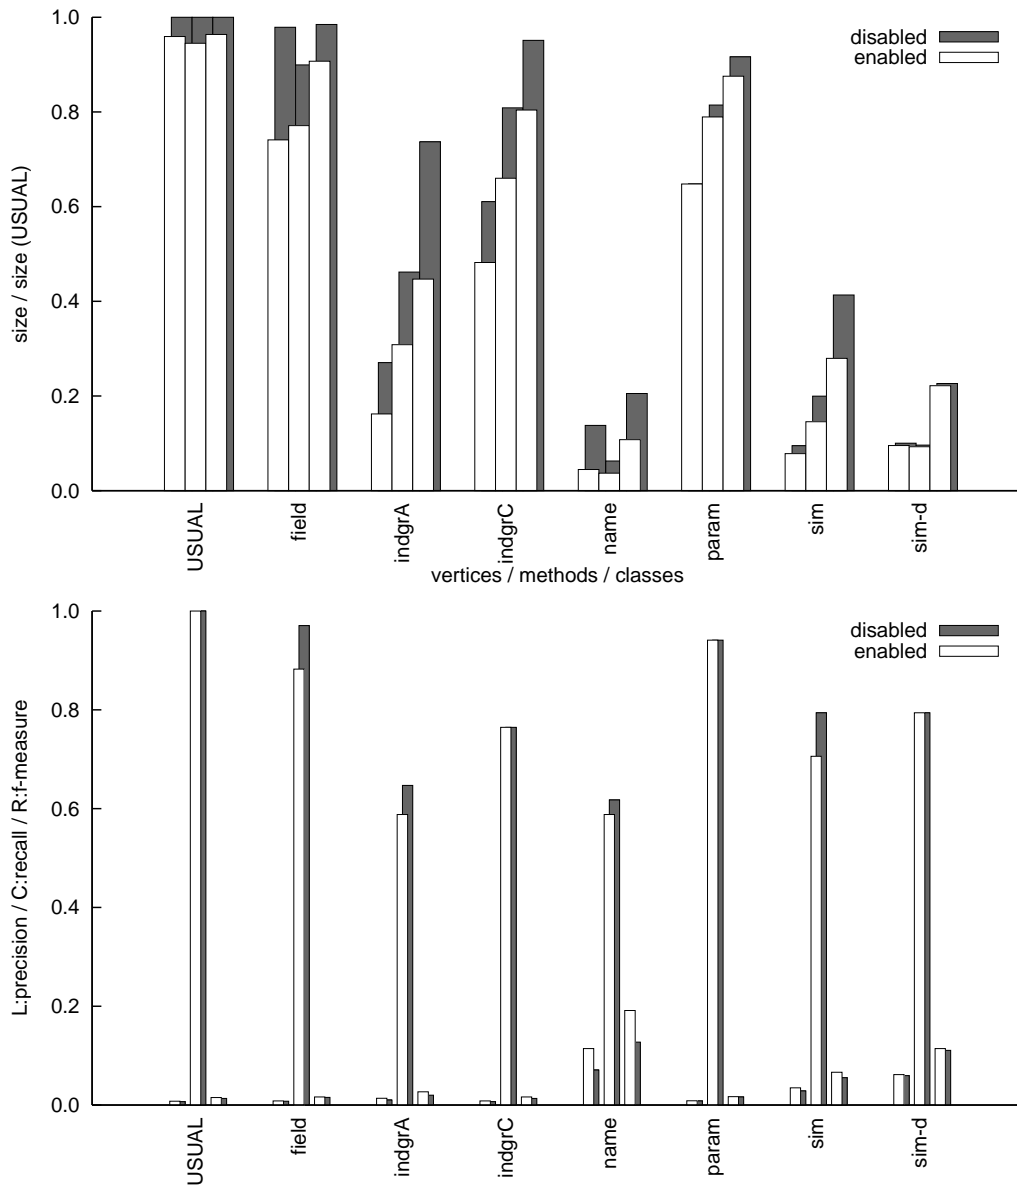 size / size (USUAL)
1.0
0.8
0.6
0.4
0.2
0.0
disabled
enabled
USUAL
field
indgrA
indgrC
name
param
sim
sim-d
vertices / methods / classes
L:precision / C:recall / R:f-measure
1.0
0.8
0.6
0.4
0.2
0.0
disabled
enabled
USUAL
field
indgrA
indgrC
name
param
sim
sim-d